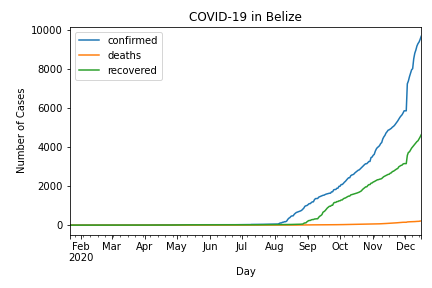 COVID-19 in Belize
confirmed
deaths
recovered
Number of Cases
10000
8000
6000
4000
2000
0
Feb Mar Apr May Jun Jul Aug Sep Oct Nov Dec
2020
Day